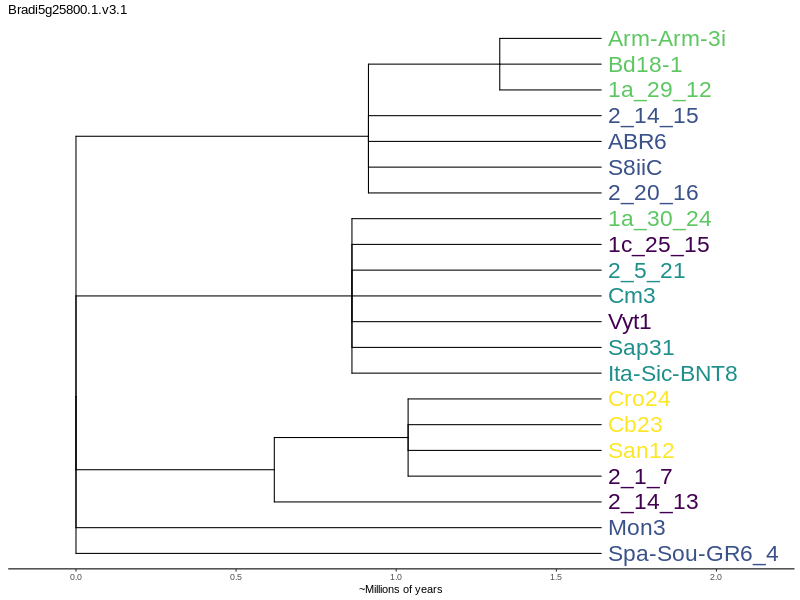 Bradi5g25800.1.v3.1
Arm-Arm-3i
Bd18-1
1a_29_12
2_14_15
ABR6
S8iiC
2_20_16
1a_30_24
1c_25_15
2_5_21
Cm3
Vyt1
Sap31
Ita-Sic-BNT8
Cro24
Cb23
San12
2_1_7
2_14_13
Mon3
Spa-Sou-GR6_4
0.0 0.5 1.0 1.5 2.0
~Millions of years